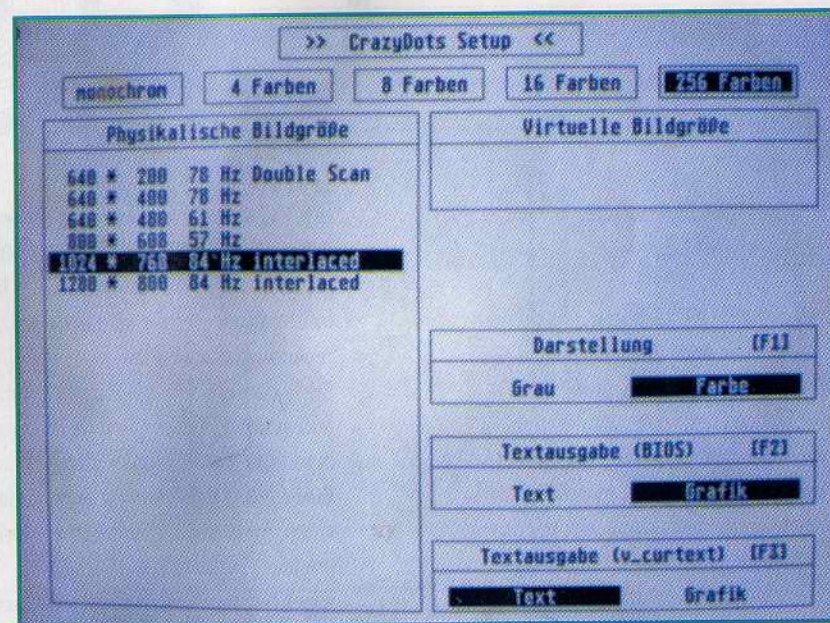 >> CrazyDots Setup <<
monochrom
4 Farben
8 Farben
16 Farben
256 Farben
Physikalische Bildgröße
640 * 200 78 Hz Double Scan
640 * 400 78 Hz
640 * 480 61 Hz
800 * 608 57 Hz
1024 * 768 84 Hz interlaced
1280 * 800 84 Hz interlaced
Virtuelle Bildgröße
Darstellung [F1]
Grau Farbe
Textausgabe (BIOS) [F2]
Text Grafik
Textausgabe (v_curtext) [F3]
Text Grafik